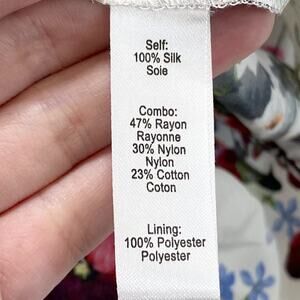 Self:
100% Silk
Soie
Combo:
47% Rayon
Rayonne
30% Nylon
Nylon
23% Cotton
Coton
Lining:
100% Polyester
Polyester